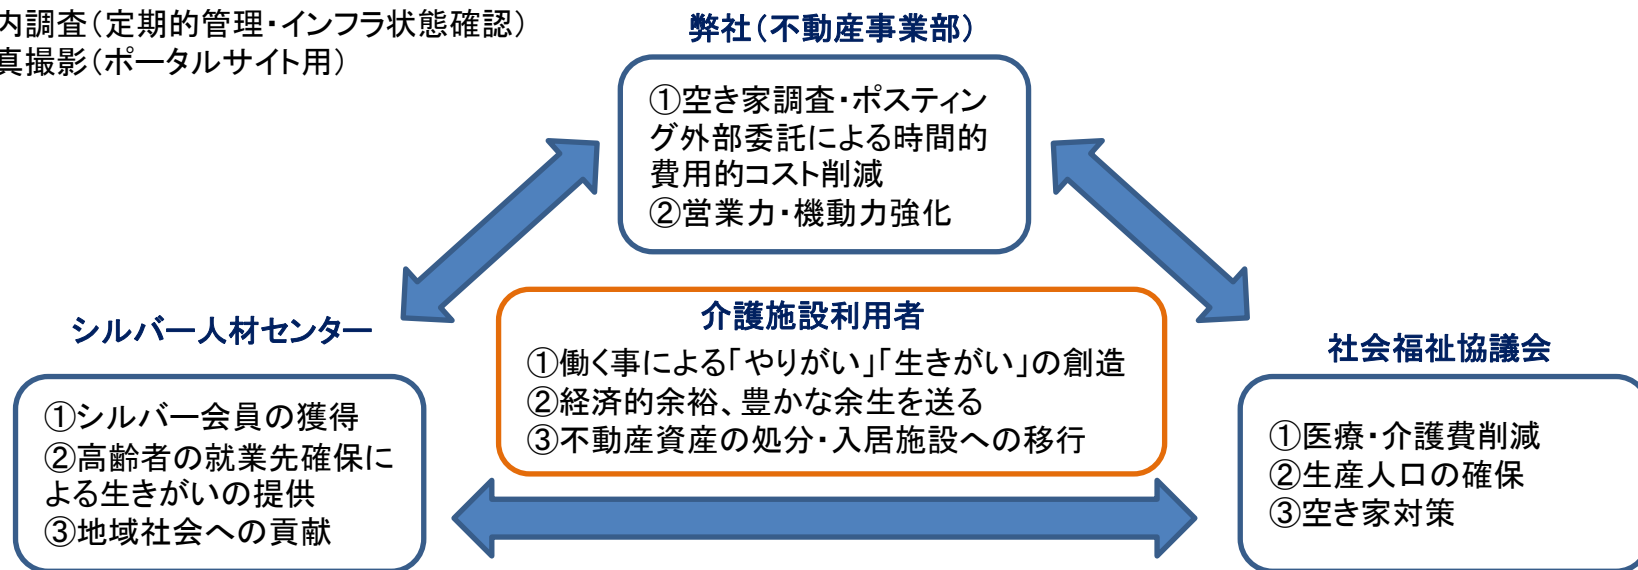 内調査（定期的管理・インフラ状態確認）
真撮影（ポータルサイト用）
弊社（不動産事業部）
①空き家調査・ポスティン
グ外部委託による時間的
費用的コスト削減
②営業力・機動力強化
シルバー人材センター
①シルバー会員の獲得
②高齢者の就業先確保に
よる生きがいの提供
③地域社会への貢献
介護施設利用者
①働く事による「やりがい」「生きがい」の創造
②経済的余裕、豊かな余生を送る
③不動産資産の処分・入居施設への移行
社会福祉協議会
①医療・介護費削減
②生産人口の確保
③空き家対策